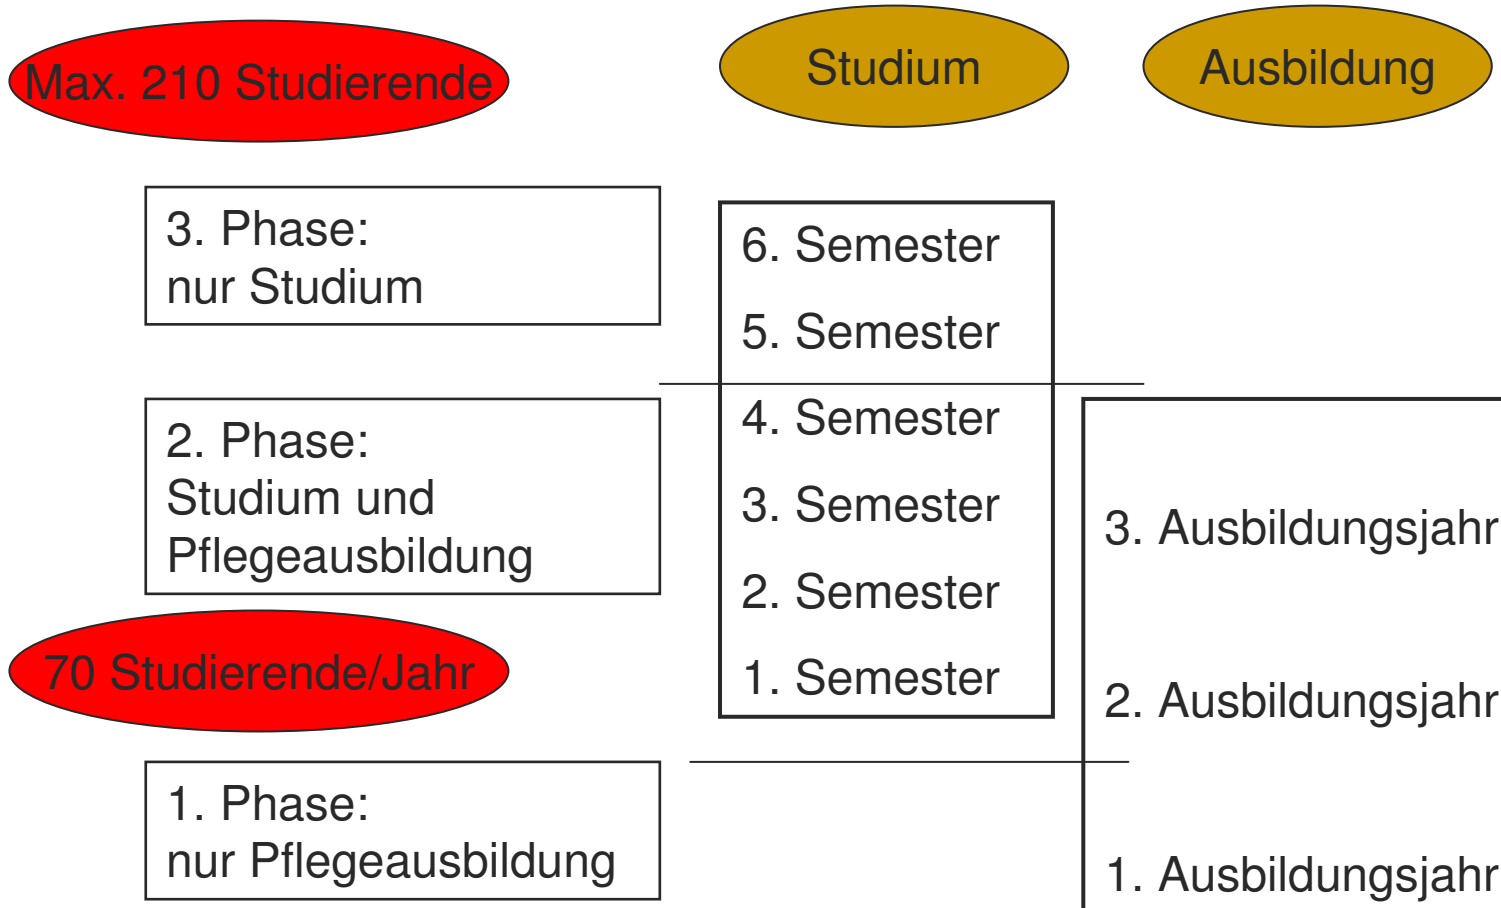 Max. 210 Studierende
Studium
Ausbildung
3. Phase:
nur Studium
2. Phase:
Studium und
Pflegeausbildung
70 Studierende/Jahr
1. Phase:
nur Pflegeausbildung
6. Semester
5. Semester
4. Semester
3. Semester
2. Semester
1. Semester
3. Ausbildungsjahr
2. Ausbildungsjahr
1. Ausbildungsjahr